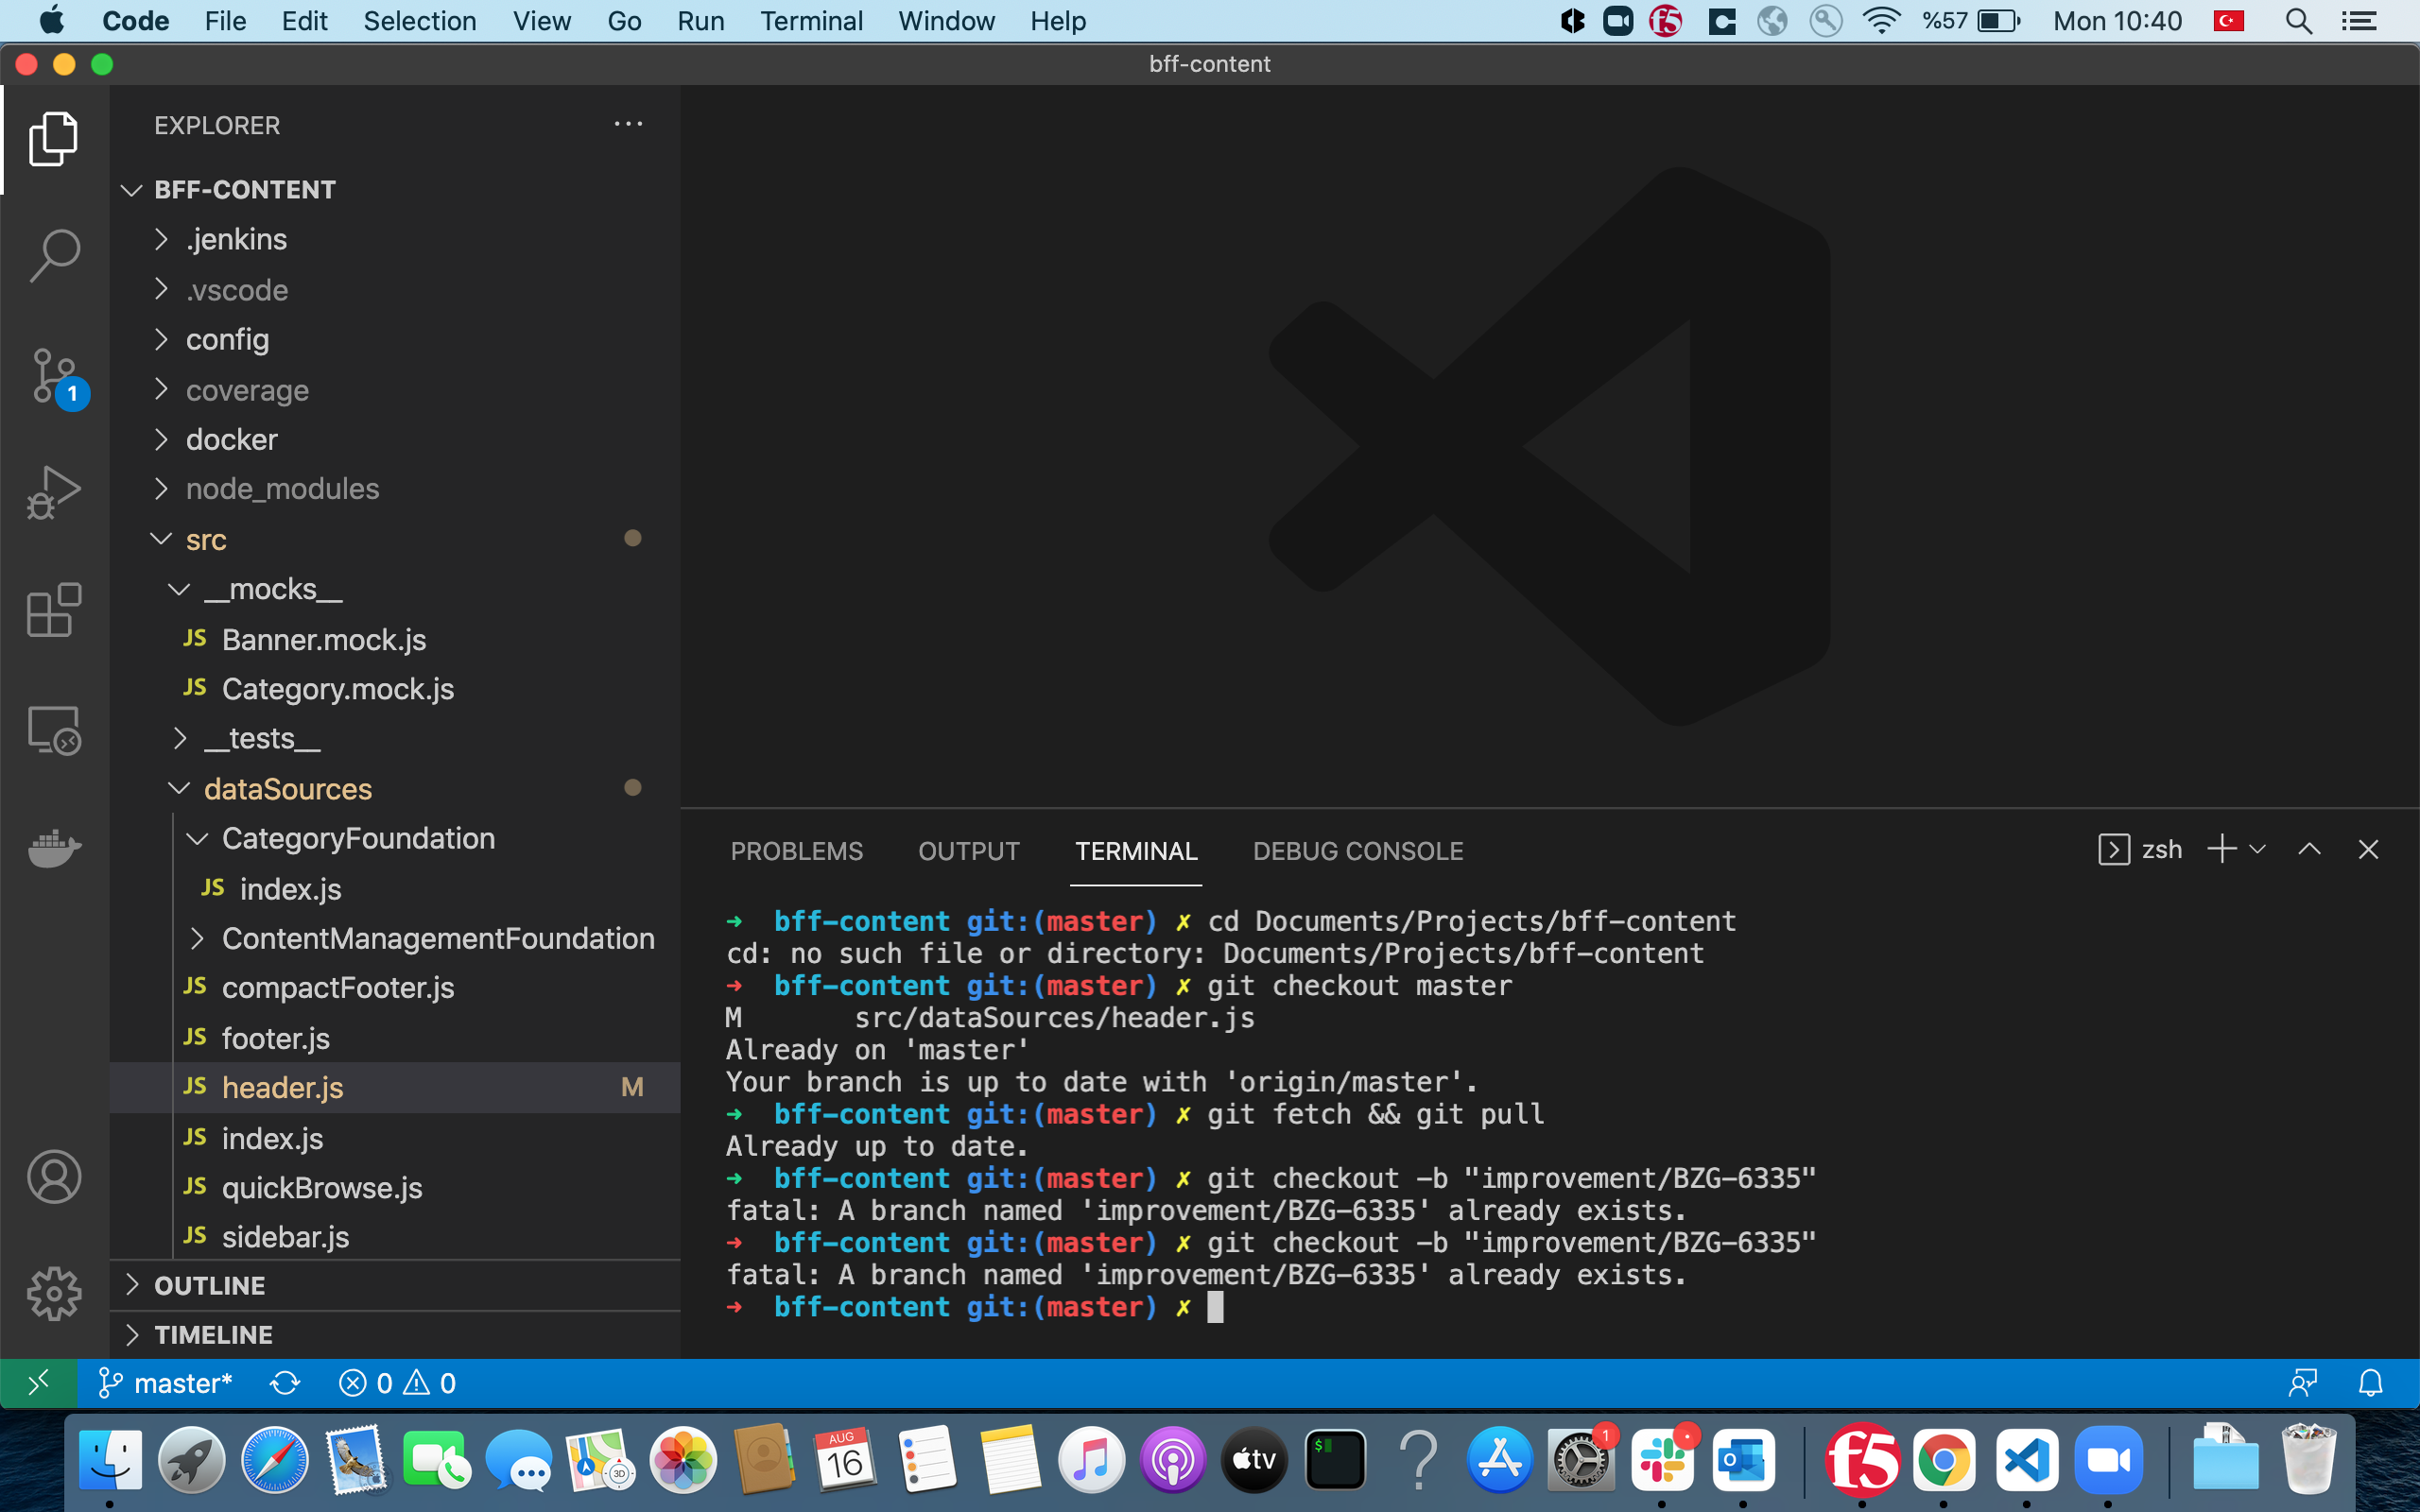 Code File Edit Selection View Go Run Terminal Window Help
f5 %57 Mon 10:40
bff-content
EXPLORER
BFF-CONTENT
.jenkins
.vscode
config
1
coverage
docker
node_modules
src
__mocks__
JS Banner.mock.js
JS Category.mock.js
__tests__
dataSources
CategoryFoundation
JS index.js
ContentManagementFoundation
JS compactFooter.js
JS footer.js
JS header.js M
JS index.js
JS quickBrowse.js
JS sidebar.js
OUTLINE
TIMELINE
PROBLEMS OUTPUT TERMINAL DEBUG CONSOLE zsh
➜ bff-content git:(master) ✗ cd Documents/Projects/bff-content
cd: no such file or directory: Documents/Projects/bff-content
➜ bff-content git:(master) ✗ git checkout master
M src/dataSources/header.js
Already on 'master'
Your branch is up to date with 'origin/master'.
➜ bff-content git:(master) ✗ git fetch && git pull
Already up to date.
➜ bff-content git:(master) ✗ git checkout -b "improvement/BZG-6335"
fatal: A branch named 'improvement/BZG-6335' already exists.
➜ bff-content git:(master) ✗ git checkout -b "improvement/BZG-6335"
fatal: A branch named 'improvement/BZG-6335' already exists.
➜ bff-content git:(master) ✗
master* 0 0
AUG
16
3D
tv
$
?
1
f5